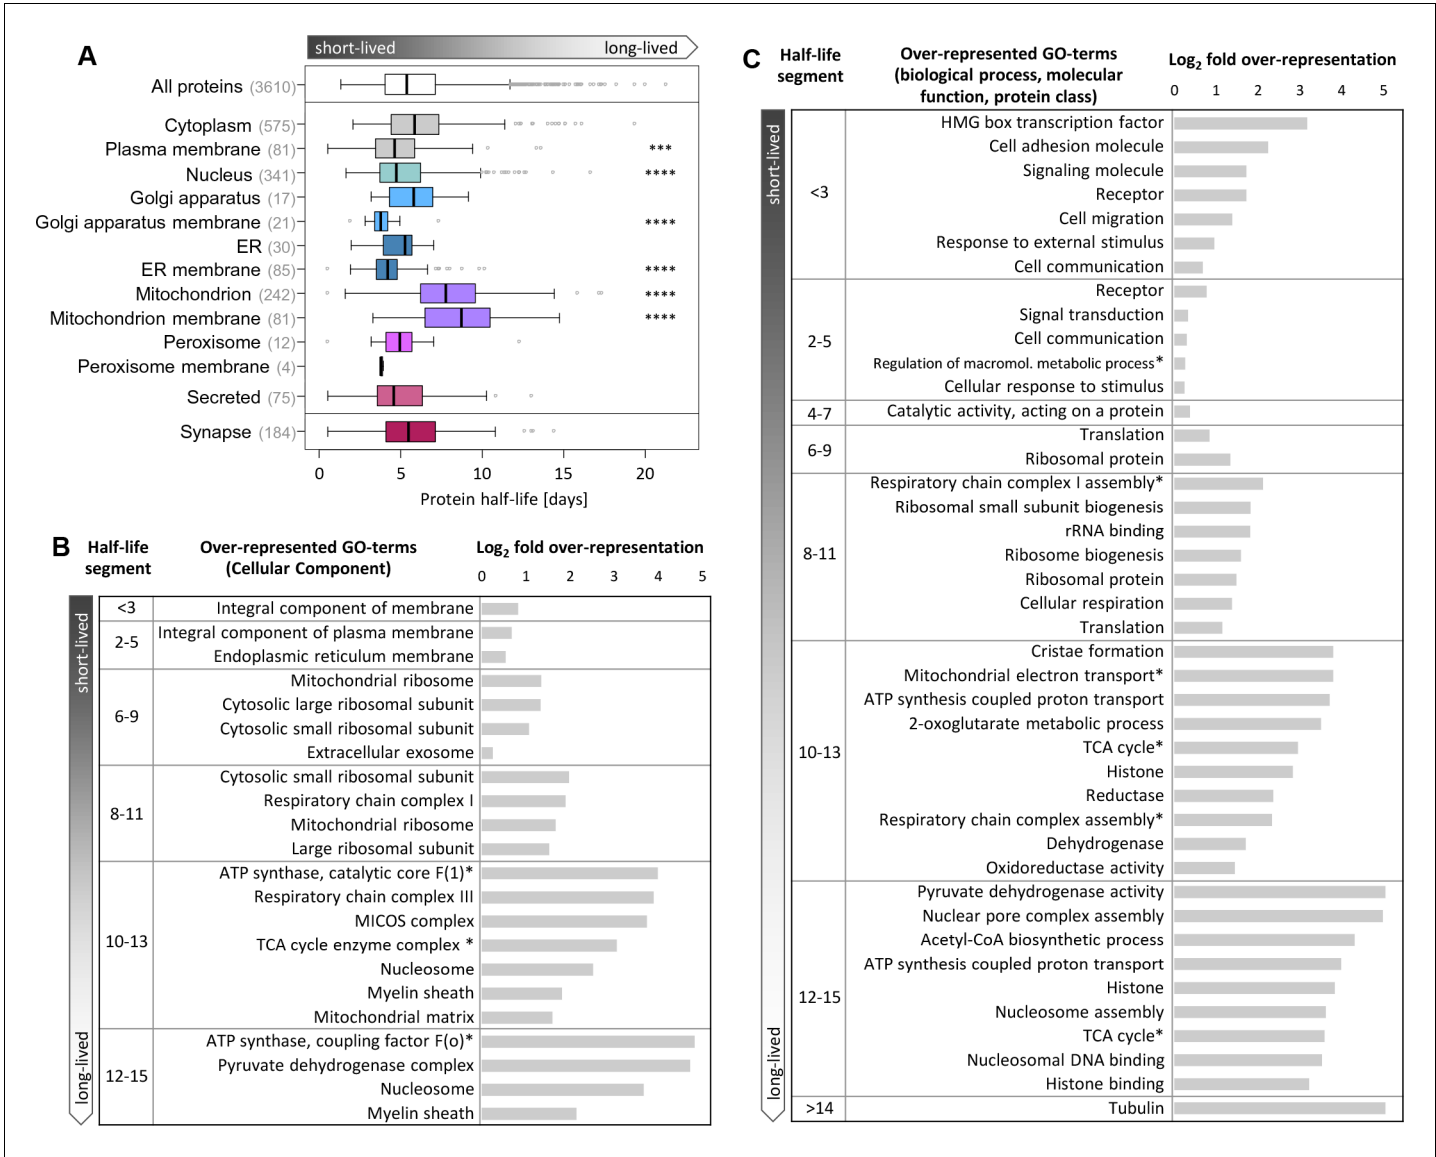 A
short-lived
long-lived
All proteins (3610)
Cytoplasm (575)
Plasma membrane (81)
***
Nucleus (341)
****
Golgi apparatus (17)
Golgi apparatus membrane (21)
****
ER (30)
ER membrane (85)
****
Mitochondrion (242)
****
Mitochondrion membrane (81)
****
Peroxisome (12)
Peroxisome membrane (4)
Secreted (75)
Synapse (184)
0 5 10 15 20
Protein half-life [days]
B
Half-life
segment
Over-represented GO-terms
(Cellular Component)
Log2 fold over-representation
0 1 2 3 4 5
short-lived
long-lived
<3
Integral component of membrane
2-5
Integral component of plasma membrane
Endoplasmic reticulum membrane
6-9
Mitochondrial ribosome
Cytosolic large ribosomal subunit
Cytosolic small ribosomal subunit
Extracellular exosome
8-11
Cytosolic small ribosomal subunit
Respiratory chain complex I
Mitochondrial ribosome
Large ribosomal subunit
10-13
ATP synthase, catalytic core F(1)*
Respiratory chain complex III
MICOS complex
TCA cycle enzyme complex *
Nucleosome
Myelin sheath
Mitochondrial matrix
12-15
ATP synthase, coupling factor F(o)*
Pyruvate dehydrogenase complex
Nucleosome
Myelin sheath
C
Half-life
segment
Over-represented GO-terms
(biological process, molecular
function, protein class)
Log2 fold over-representation
0 1 2 3 4 5
short-lived
long-lived
<3
HMG box transcription factor
Cell adhesion molecule
Signaling molecule
Receptor
Cell migration
Response to external stimulus
Cell communication
2-5
Receptor
Signal transduction
Cell communication
Regulation of macromol. metabolic process*
Cellular response to stimulus
4-7
Catalytic activity, acting on a protein
6-9
Translation
Ribosomal protein
8-11
Respiratory chain complex I assembly*
Ribosomal small subunit biogenesis
rRNA binding
Ribosome biogenesis
Ribosomal protein
Cellular respiration
Translation
10-13
Cristae formation
Mitochondrial electron transport*
ATP synthesis coupled proton transport
2-oxoglutarate metabolic process
TCA cycle*
Histone
Reductase
Respiratory chain complex assembly*
Dehydrogenase
Oxidoreductase activity
12-15
Pyruvate dehydrogenase activity
Nuclear pore complex assembly
Acetyl-CoA biosynthetic process
ATP synthesis coupled proton transport
Histone
Nucleosome assembly
TCA cycle*
Nucleosomal DNA binding
Histone binding
>14
Tubulin